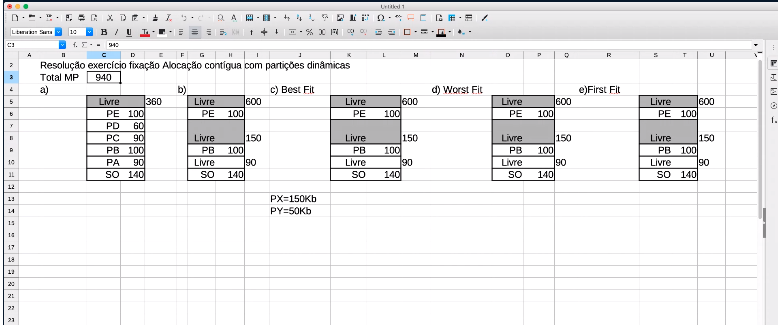 Untitled 1
Liberation Sans 10
C3 940
A B C D E F G H I J K L M N O P Q R S T U V
2 Resolução exercício fixação Alocação contígua com partições dinâmicas
3 Total MP 940
4 a) b) c) Best Fit d) Worst Fit e)First Fit
5 Livre 360 Livre 600 Livre 600 Livre 600 Livre 600
6 PE 100 PE 100 PE 100 PE 100 PE 100
7 PD 60
8 PC 90 Livre 150 Livre 150 Livre 150 Livre 150
9 PB 100 PB 100 PB 100 PB 100 PB 100
10 PA 90 Livre 90 Livre 90 Livre 90 Livre 90
11 SO 140 SO 140 SO 140 SO 140 SO 140
12
13 PX=150Kb
14 PY=50Kb
15
16
17
18
19
20
21
22
23